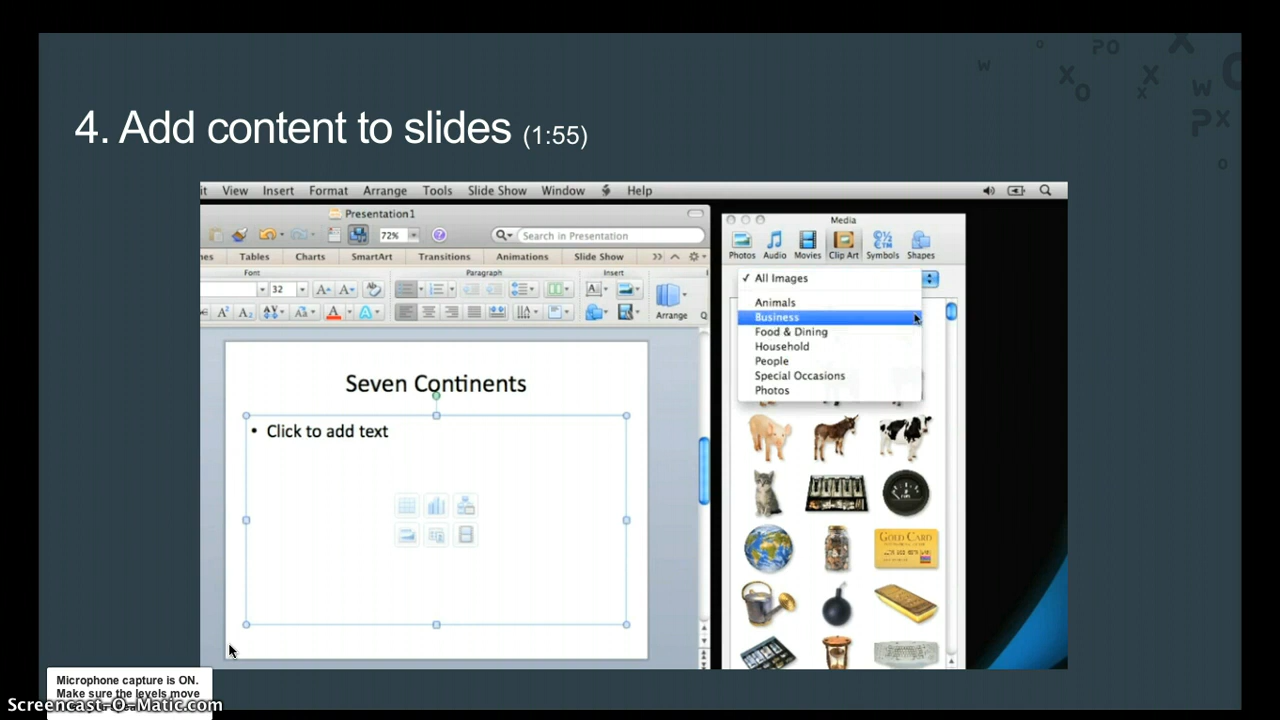 4. Add content to slides (1:55)
View Insert Format Arrange Tools Slide Show Window Help
Presentation1
72%
Search in Presentation
Tables Charts SmartArt Transitions Animations Slide Show
Font Paragraph Insert
32
Arrange
Seven Continents
• Click to add text
Media
Photos Audio Movies Clip Art Symbols Shapes
✓ All Images
Animals
Business
Food & Dining
Household
People
Special Occasions
Photos
GOLD CARD
Microphone capture is ON.
Make sure the levels move
Screencast-O-Matic.com